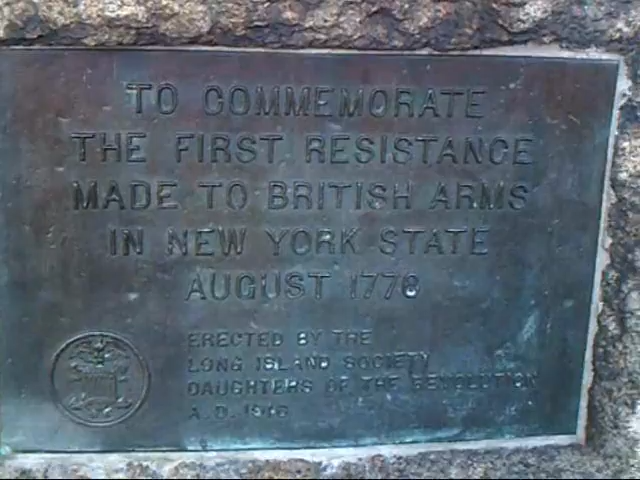 TO COMMEMORATE
THE FIRST RESISTANCE
MADE TO BRITISH ARMS
IN NEW YORK STATE
AUGUST 1776
ERECTED BY THE
LONG ISLAND SOCIETY
DAUGHTERS OF THE REVOLUTION
A.D.